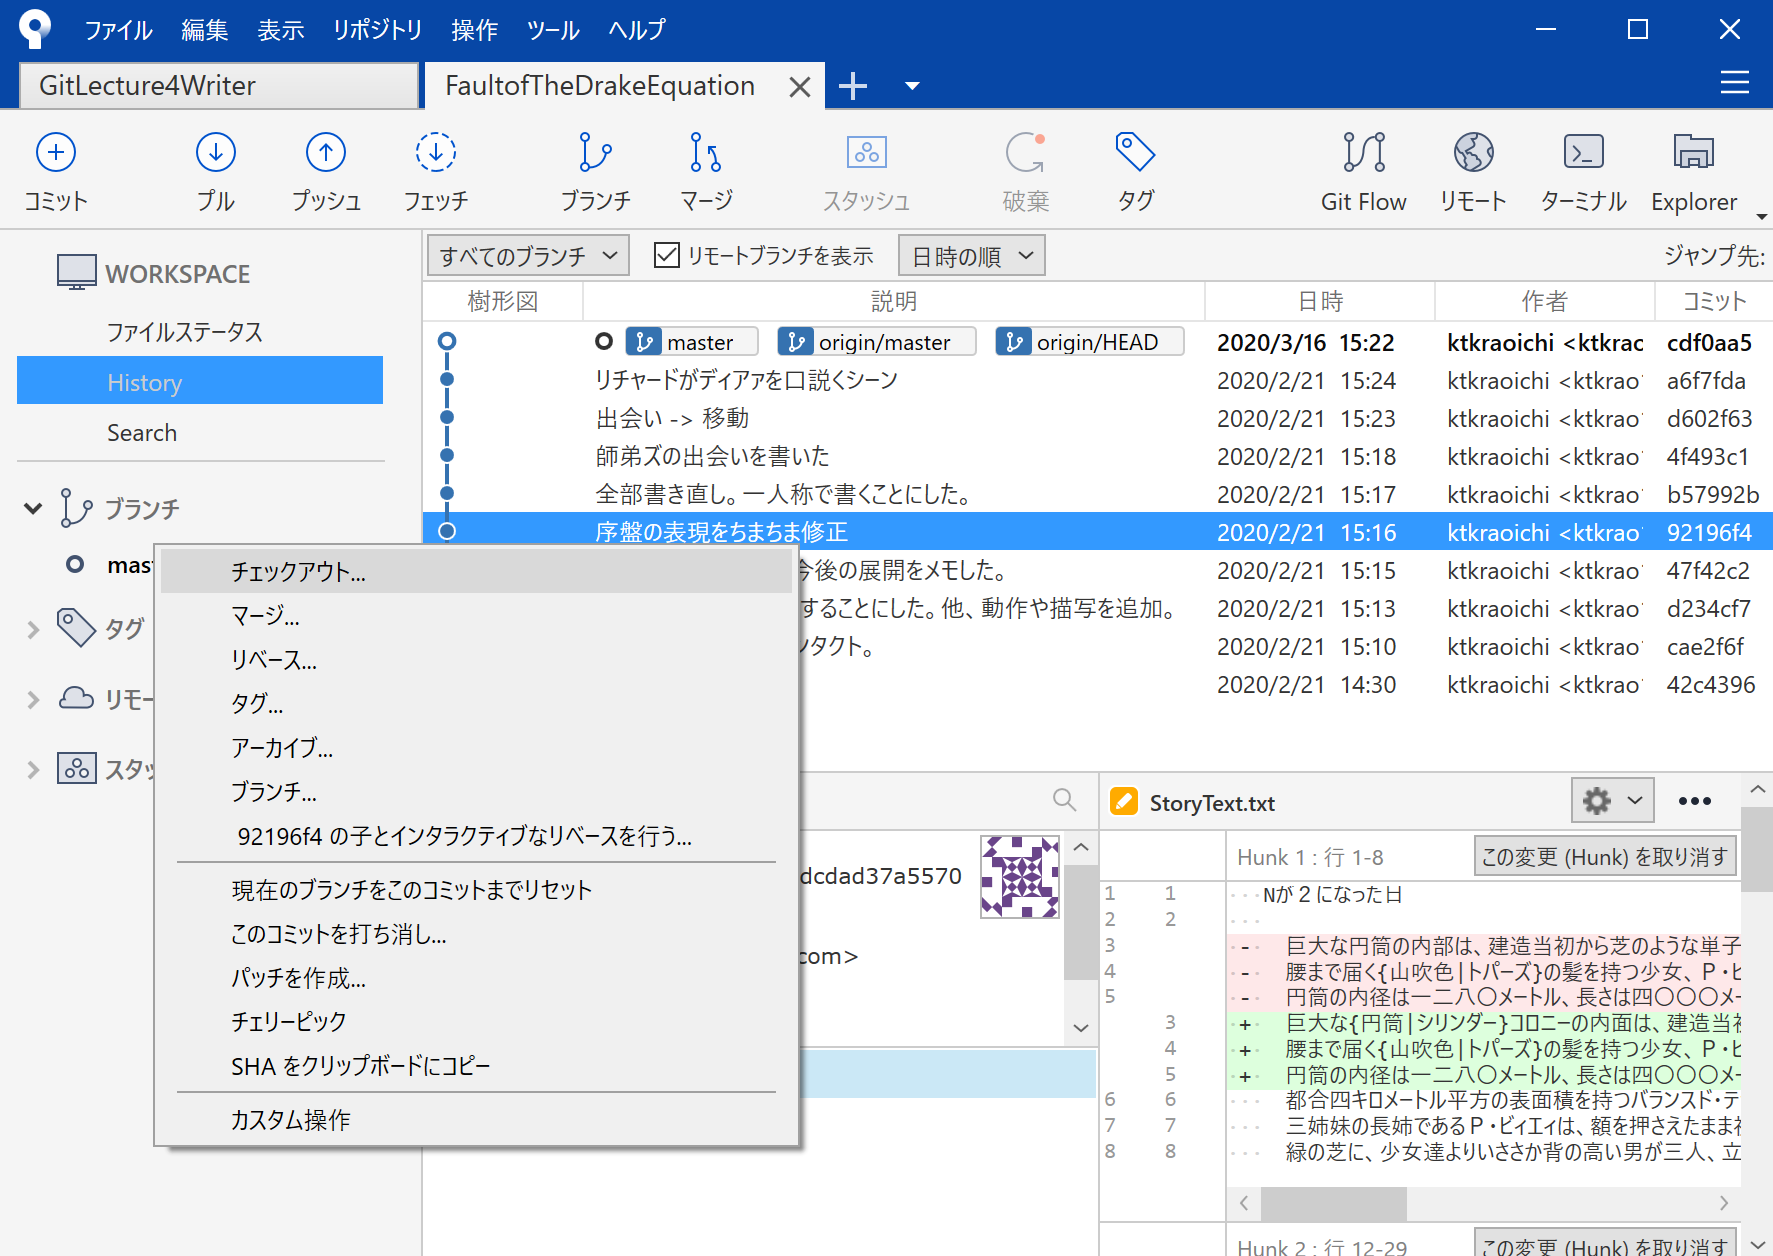 ファイル 編集 表示 リポジトリ 操作 ツール ヘルプ
GitLecture4Writer FaultofTheDrakeEquation
コミット プル プッシュ フェッチ ブランチ マージ スタッシュ 破棄 タグ Git Flow リモート ターミナル Explorer
WORKSPACE
ファイルステータス
History
Search
ブランチ
mas
タグ
リモー
スタッ
すべてのブランチ リモートブランチを表示 日時の順 ジャンプ先:
樹形図 説明 日時 作者 コミット
master origin/master origin/HEAD 2020/3/16 15:22 ktkraoichi <ktkrao cdf0aa5
リチャードがディアァを口説くシーン 2020/2/21 15:24 ktkraoichi <ktkrao a6f7fda
出会い -> 移動 2020/2/21 15:23 ktkraoichi <ktkrao d602f63
師弟ズの出会いを書いた 2020/2/21 15:18 ktkraoichi <ktkrao 4f493c1
全部書き直し。一人称で書くことにした。 2020/2/21 15:17 ktkraoichi <ktkrao b57992b
序盤の表現をちまちま修正 2020/2/21 15:16 ktkraoichi <ktkrao 92196f4
今後の展開をメモした。 2020/2/21 15:15 ktkraoichi <ktkrao 47f42c2
することにした。他、動作や描写を追加。 2020/2/21 15:13 ktkraoichi <ktkrao d234cf7
ンタクト。 2020/2/21 15:10 ktkraoichi <ktkrao cae2f6f
2020/2/21 14:30 ktkraoichi <ktkrao 42c4396
チェックアウト...
マージ...
リベース...
タグ...
アーカイブ...
ブランチ...
92196f4 の子とインタラクティブなリベースを行う...
現在のブランチをこのコミットまでリセット
このコミットを打ち消し...
パッチを作成...
チェリーピック
SHA をクリップボードにコピー
カスタム操作
dcdad37a5570
com>
StoryText.txt
Hunk 1 : 行 1-8 この変更 (Hunk) を取り消す
1 1 Nが2になった日
2 2
3 - 巨大な円筒の内部は、建造当初から芝のような単子
4 - 腰まで届く{山吹色|トパーズ}の髪を持つ少女、P・ビ
5 - 円筒の内径は一二八〇メートル、長さは四〇〇〇メー
3 + 巨大な{円筒|シリンダー}コロニーの内面は、建造当初
4 + 腰まで届く{山吹色|トパーズ}の髪を持つ少女、P・ビ
5 + 円筒の内径は一二八〇メートル、長さは四〇〇〇メー
6 6 都合四キロメートル平方の表面積を持つバランスド・テ
7 7 三姉妹の長姉であるP・ビィエィは、額を押さえたまま
8 8 緑の芝に、少女達よりいささか背の高い男が三人、立
Hunk 2 : 行 12-29 この変更 (Hunk) を取り消す